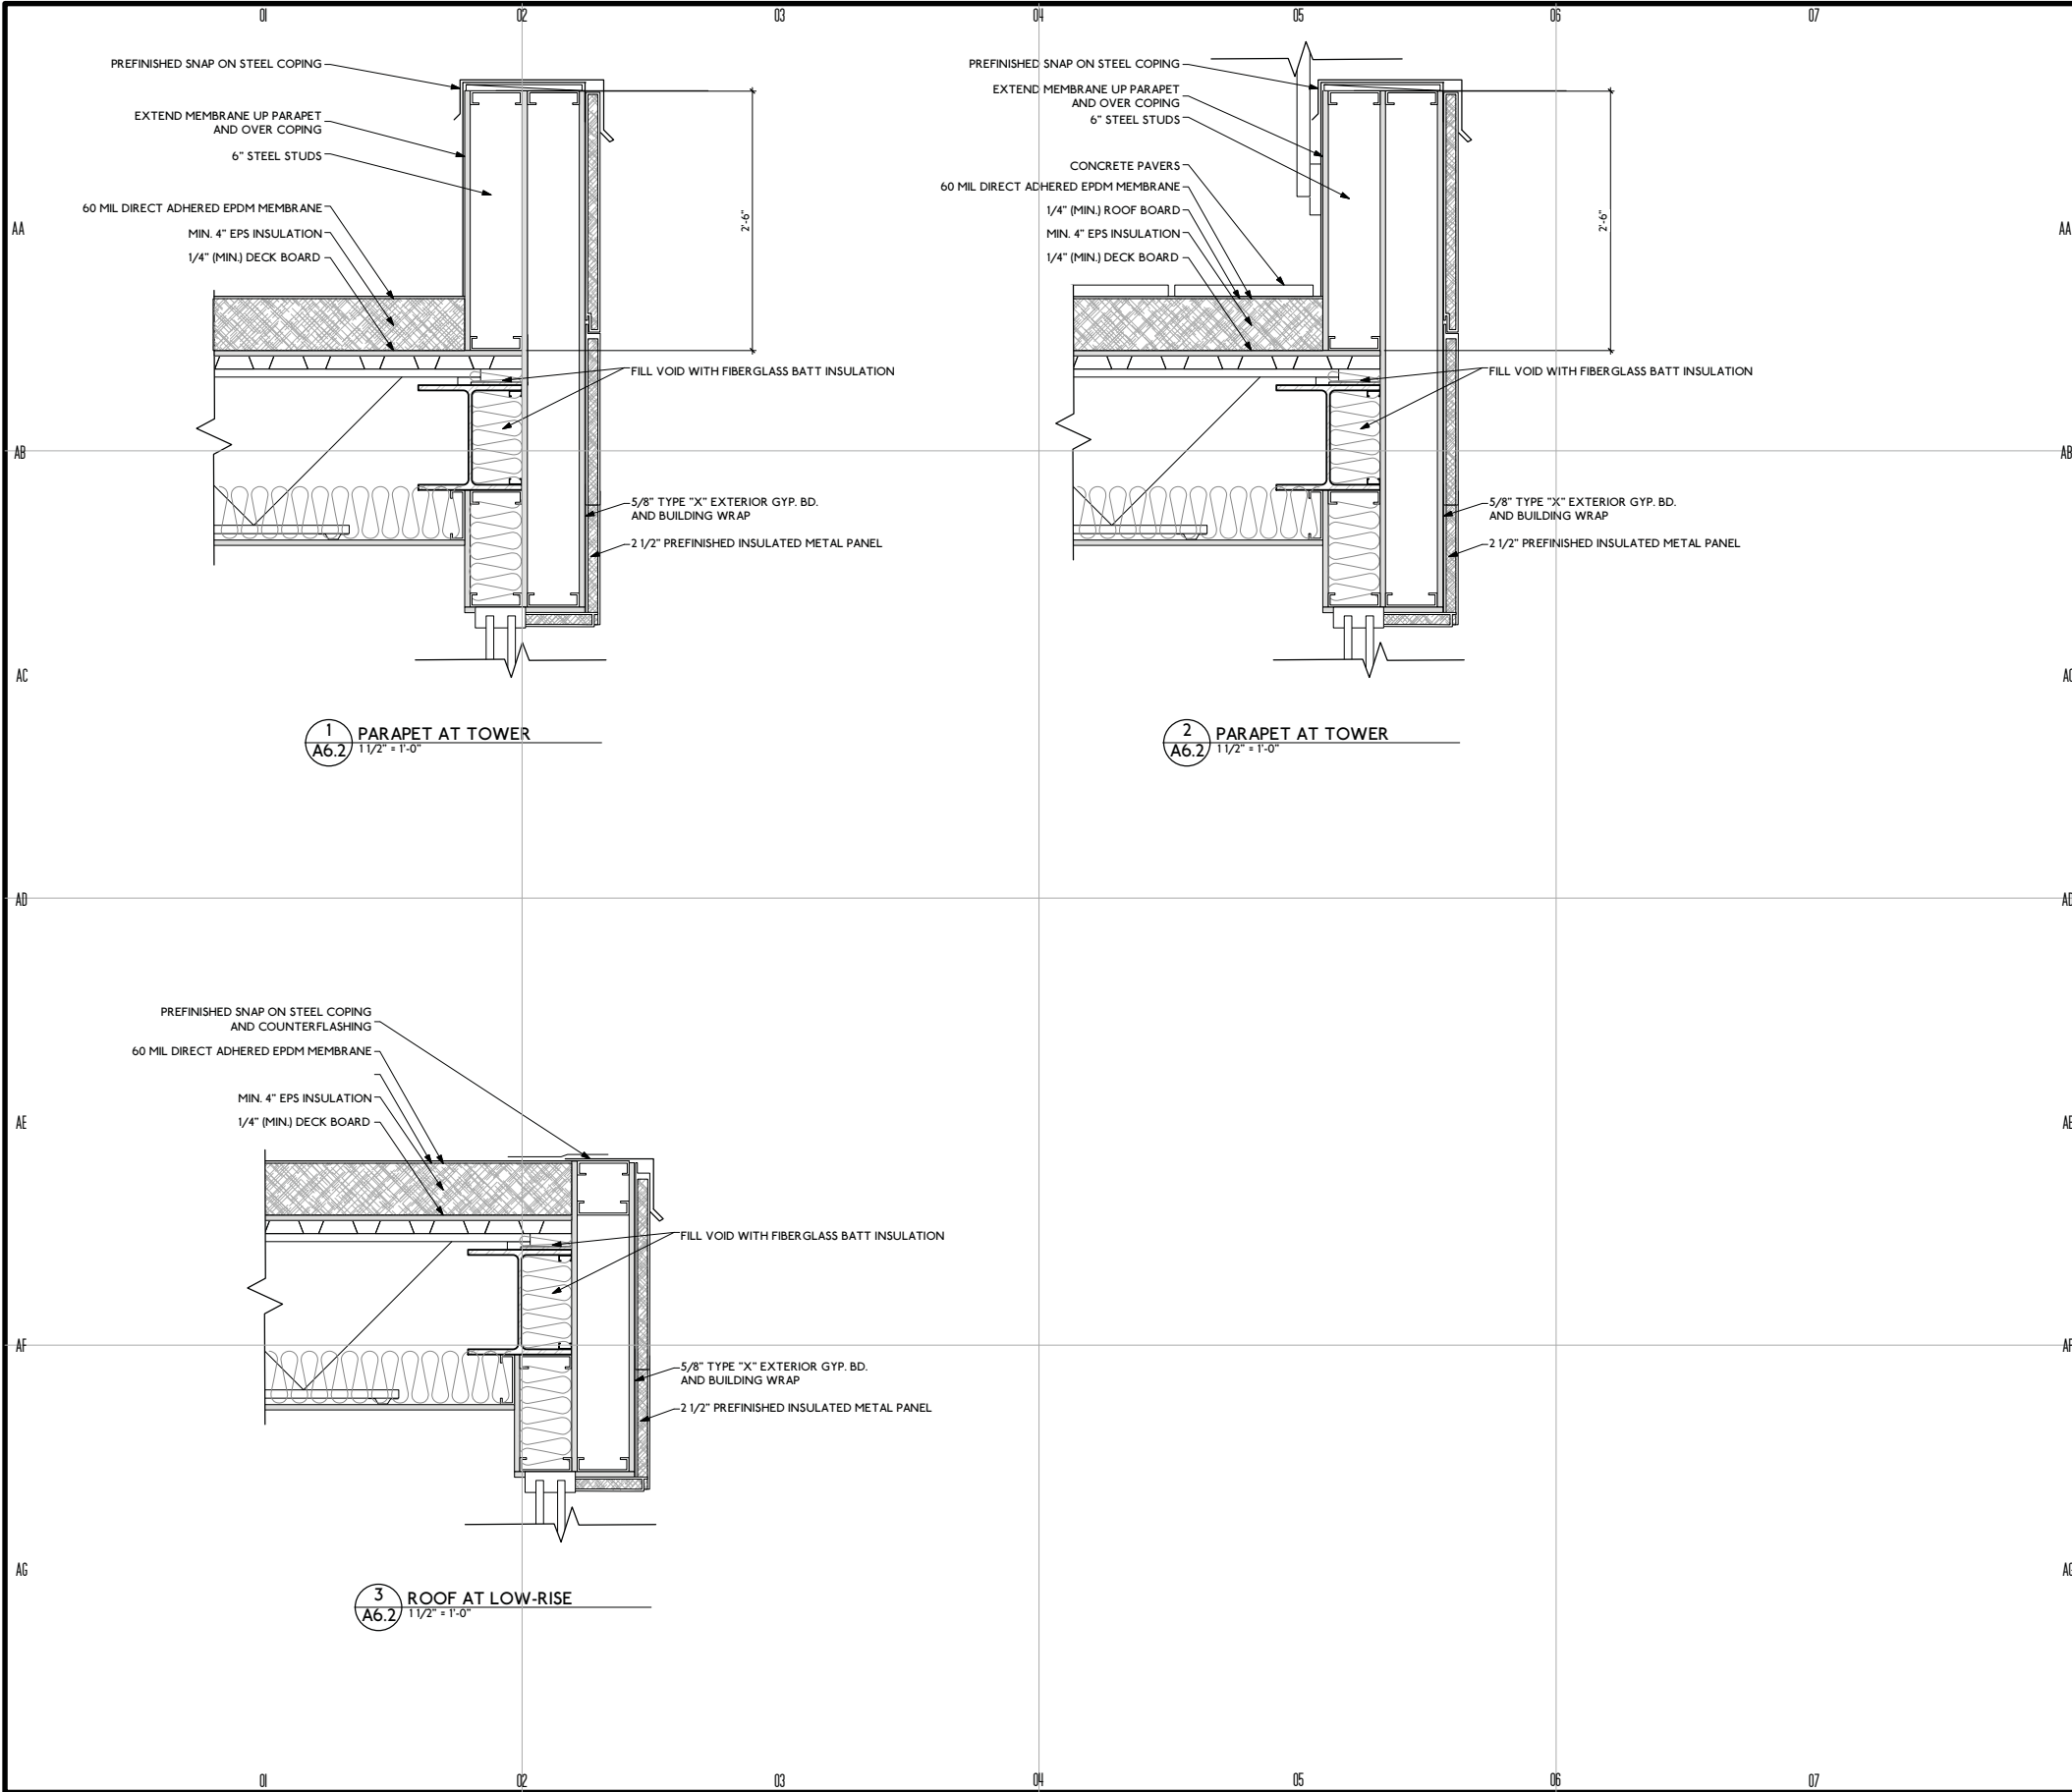 01 02 03 04 05 06 07
PREFINISHED SNAP ON STEEL COPING
EXTEND MEMBRANE UP PARAPET
AND OVER COPING
6" STEEL STUDS
60 MIL DIRECT ADHERED EPDM MEMBRANE
MIN. 4" EPS INSULATION
1/4" (MIN.) DECK BOARD
2'-6"
FILL VOID WITH FIBERGLASS BATT INSULATION
5/8" TYPE "X" EXTERIOR GYP. BD.
AND BUILDING WRAP
2 1/2" PREFINISHED INSULATED METAL PANEL
1
A6.2
PARAPET AT TOWER
1 1/2" = 1'-0"
PREFINISHED SNAP ON STEEL COPING
EXTEND MEMBRANE UP PARAPET
AND OVER COPING
6" STEEL STUDS
CONCRETE PAVERS
60 MIL DIRECT ADHERED EPDM MEMBRANE
1/4" (MIN.) ROOF BOARD
MIN. 4" EPS INSULATION
1/4" (MIN.) DECK BOARD
2'-6"
FILL VOID WITH FIBERGLASS BATT INSULATION
5/8" TYPE "X" EXTERIOR GYP. BD.
AND BUILDING WRAP
2 1/2" PREFINISHED INSULATED METAL PANEL
2
A6.2
PARAPET AT TOWER
1 1/2" = 1'-0"
PREFINISHED SNAP ON STEEL COPING
AND COUNTERFLASHING
60 MIL DIRECT ADHERED EPDM MEMBRANE
MIN. 4" EPS INSULATION
1/4" (MIN.) DECK BOARD
FILL VOID WITH FIBERGLASS BATT INSULATION
5/8" TYPE "X" EXTERIOR GYP. BD.
AND BUILDING WRAP
2 1/2" PREFINISHED INSULATED METAL PANEL
3
A6.2
ROOF AT LOW-RISE
1 1/2" = 1'-0"
AA
AB
AC
AD
AE
AF
AG
AA
AB
01 02 03 04 05 06 07